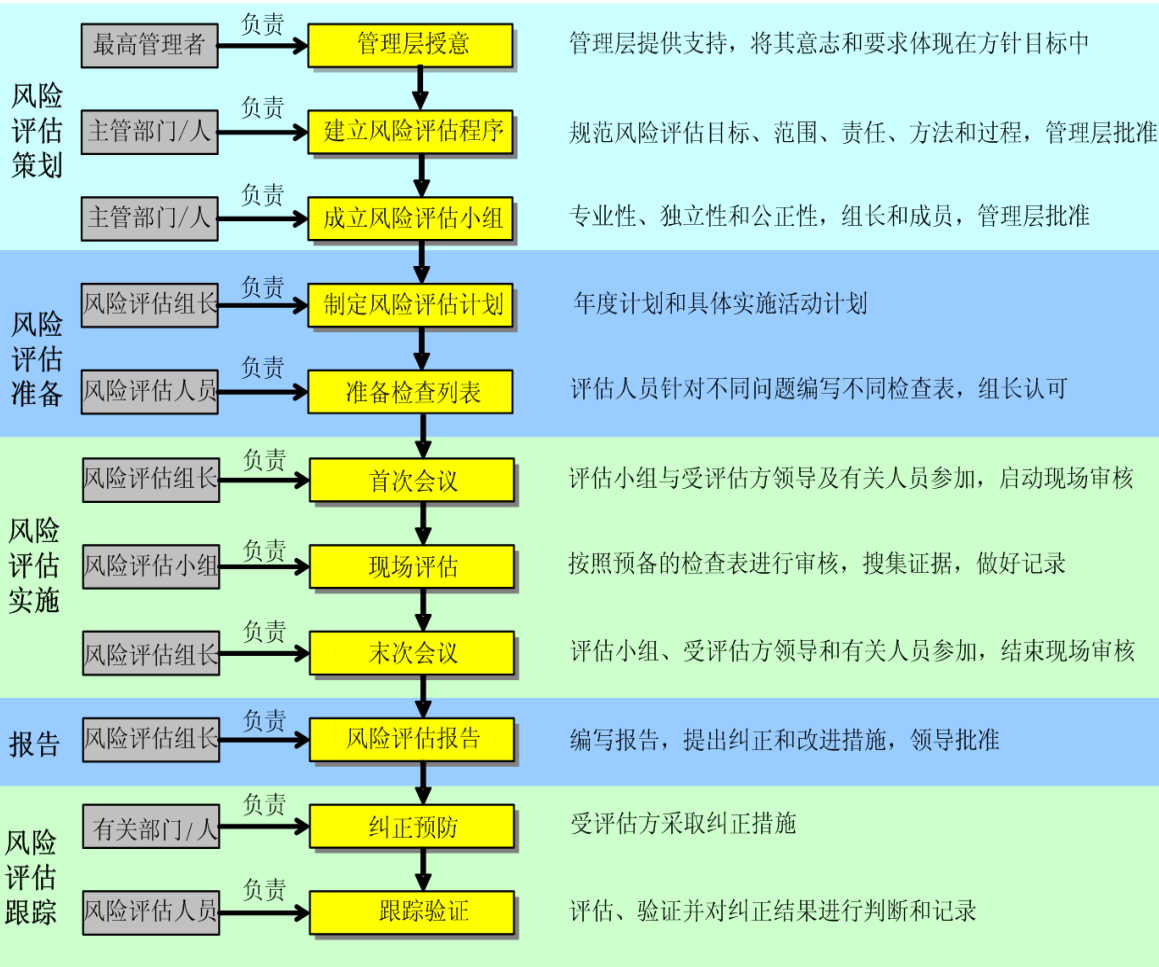 风险
评估
策划
最高管理者
负责
管理层授意
管理层提供支持，将其意志和要求体现在方针目标中
主管部门/人
负责
建立风险评估程序
规范风险评估目标、范围、责任、方法和过程，管理层批准
主管部门/人
负责
成立风险评估小组
专业性、独立性和公正性，组长和成员，管理层批准
风险
评估
准备
风险评估组长
负责
制定风险评估计划
年度计划和具体实施活动计划
风险评估人员
负责
准备检查列表
评估人员针对不同问题编写不同检查表，组长认可
风险
评估
实施
风险评估组长
负责
首次会议
评估小组与受评估方领导及有关人员参加，启动现场审核
风险评估小组
负责
现场评估
按照预备的检查表进行审核，搜集证据，做好记录
风险评估组长
负责
末次会议
评估小组、受评估方领导和有关人员参加，结束现场审核
报告
风险评估组长
负责
风险评估报告
编写报告，提出纠正和改进措施，领导批准
风险
评估
跟踪
有关部门/人
负责
纠正预防
受评估方采取纠正措施
风险评估人员
负责
跟踪验证
评估、验证并对纠正结果进行判断和记录